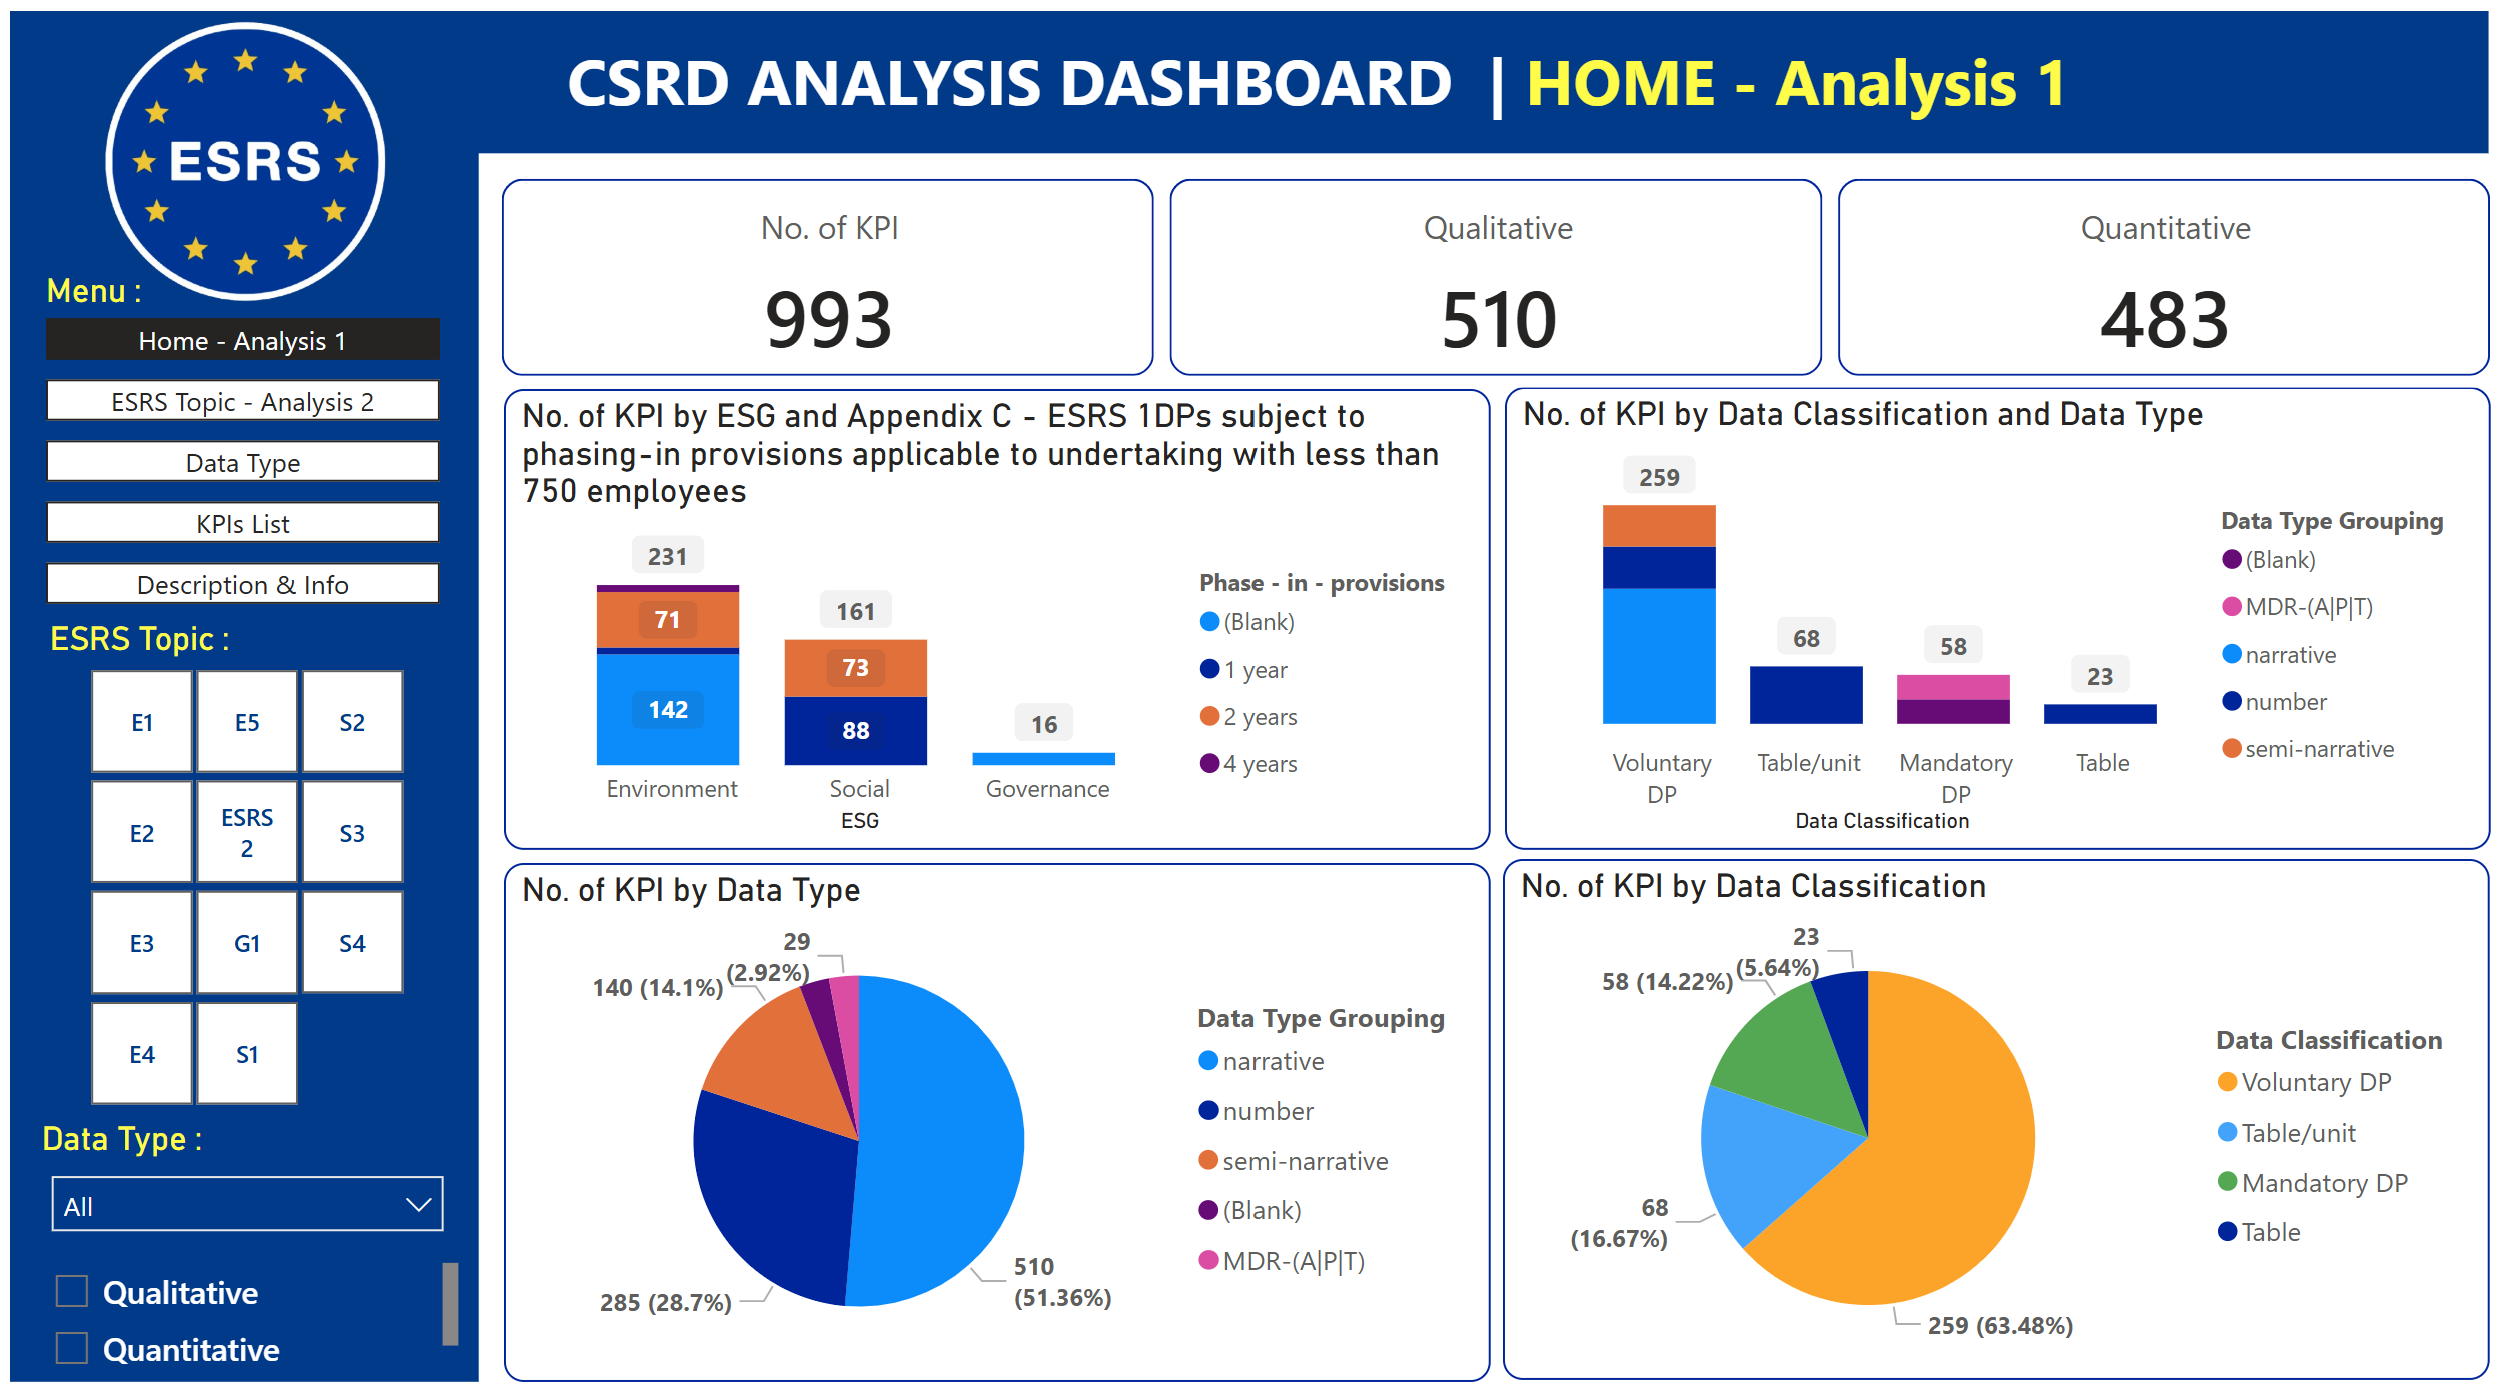 ESRS
CSRD ANALYSIS DASHBOARD | HOME - Analysis 1
Menu :
Home - Analysis 1
ESRS Topic - Analysis 2
Data Type
KPIs List
Description & Info
ESRS Topic :
E1
E5
S2
E2
ESRS
2
S3
E3
G1
S4
E4
S1
Data Type :
All
Qualitative
Quantitative
No. of KPI
993
Qualitative
510
Quantitative
483
No. of KPI by ESG and Appendix C - ESRS 1DPs subject to
phasing-in provisions applicable to undertaking with less than
750 employees
231
71
142
161
73
88
16
Environment
Social
Governance
ESG
Phase - in - provisions
(Blank)
1 year
2 years
4 years
No. of KPI by Data Classification and Data Type
259
68
58
23
Voluntary
DP
Table/unit
Mandatory
DP
Table
Data Classification
Data Type Grouping
(Blank)
MDR-(A|P|T)
narrative
number
semi-narrative
No. of KPI by Data Type
29
(2.92%)
140 (14.1%)
285 (28.7%)
510
(51.36%)
Data Type Grouping
narrative
number
semi-narrative
(Blank)
MDR-(A|P|T)
No. of KPI by Data Classification
23
(5.64%)
58 (14.22%)
68
(16.67%)
259 (63.48%)
Data Classification
Voluntary DP
Table/unit
Mandatory DP
Table